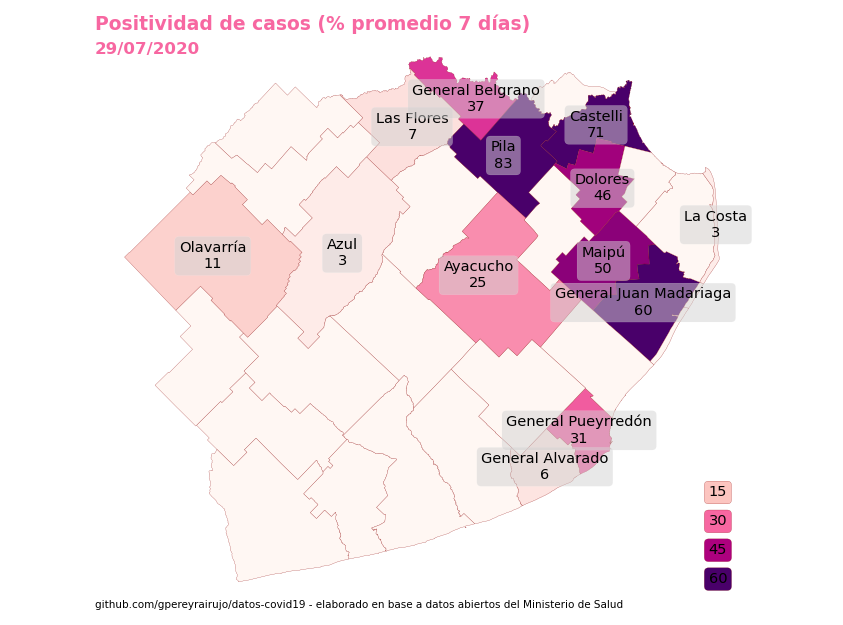 Positividad de casos (% promedio 7 días)
29/07/2020
General Belgrano
37
Las Flores
7
Castelli
71
Pila
83
Dolores
46
La Costa
3
Olavarría
11
Azul
3
Maipú
50
Ayacucho
25
General Juan Madariaga
60
General Pueyrredón
31
General Alvarado
6
15
30
45
60
github.com/gpereyrairujo/datos-covid19 - elaborado en base a datos abiertos del Ministerio de Salud